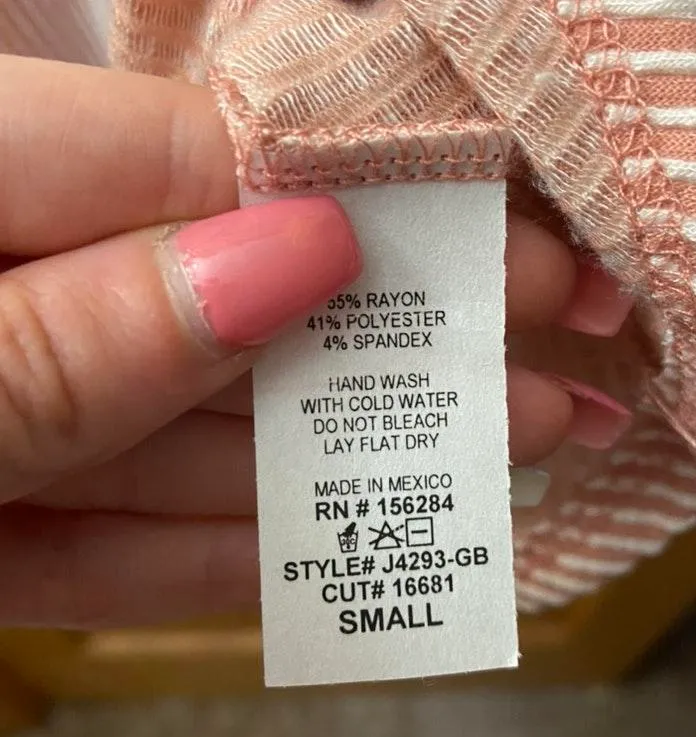 55% RAYON
41% POLYESTER
4% SPANDEX
HAND WASH
WITH COLD WATER
DO NOT BLEACH
LAY FLAT DRY
MADE IN MEXICO
RN # 156284
STYLE# J4293-GB
CUT# 16681
SMALL